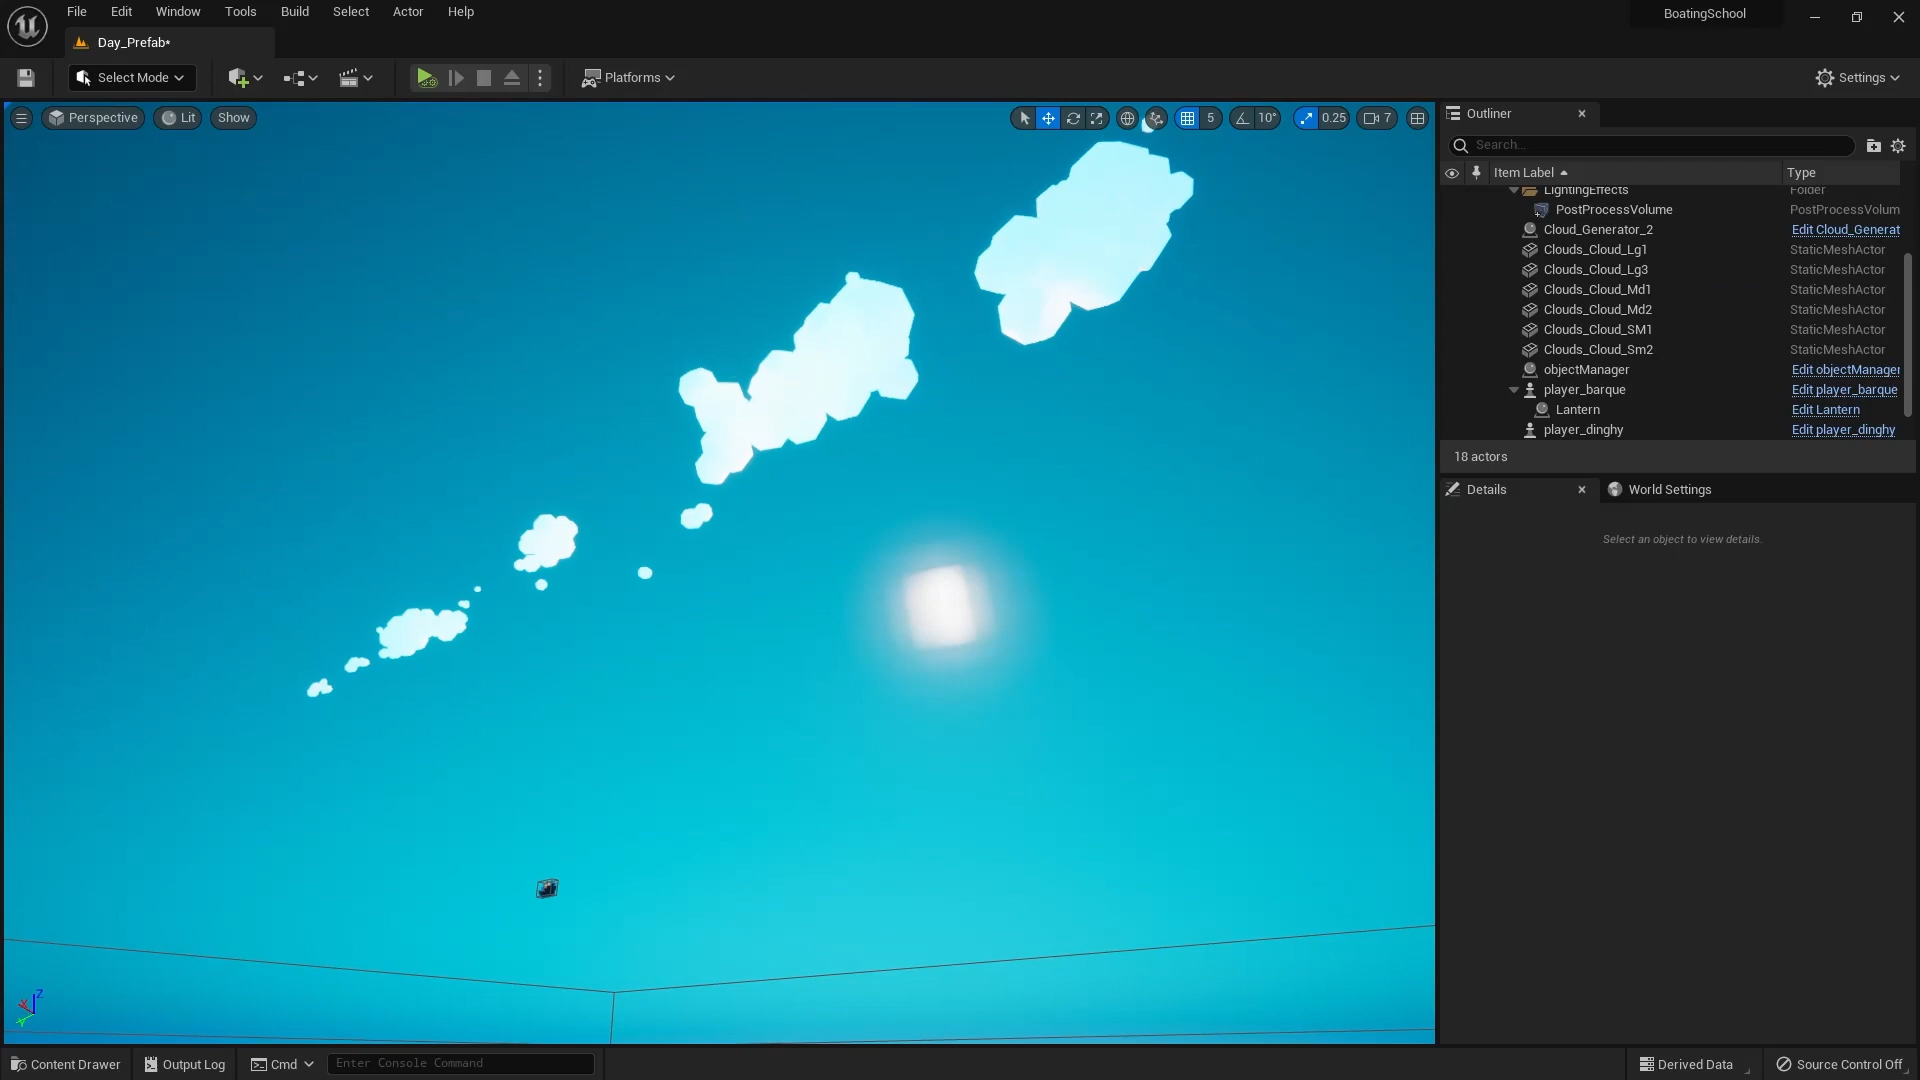 File Edit Window Tools Build Select Actor Help
BoatingSchool
Day_Prefab*
Select Mode
Platforms
Settings
Perspective
Lit
Show
5
10°
0.25
7
Outliner
Search...
Item Label
Type
LightingEffects Folder
PostProcessVolume PostProcessVolum
Cloud_Generator_2 Edit Cloud_Generat
Clouds_Cloud_Lg1 StaticMeshActor
Clouds_Cloud_Lg3 StaticMeshActor
Clouds_Cloud_Md1 StaticMeshActor
Clouds_Cloud_Md2 StaticMeshActor
Clouds_Cloud_SM1 StaticMeshActor
Clouds_Cloud_Sm2 StaticMeshActor
objectManager Edit objectManager
player_barque Edit player_barque
Lantern Edit Lantern
player_dinghy Edit player_dinghy
18 actors
Details
World Settings
Select an object to view details.
X
Y
Z
Content Drawer
Output Log
Cmd
Enter Console Command
Derived Data
Source Control Off